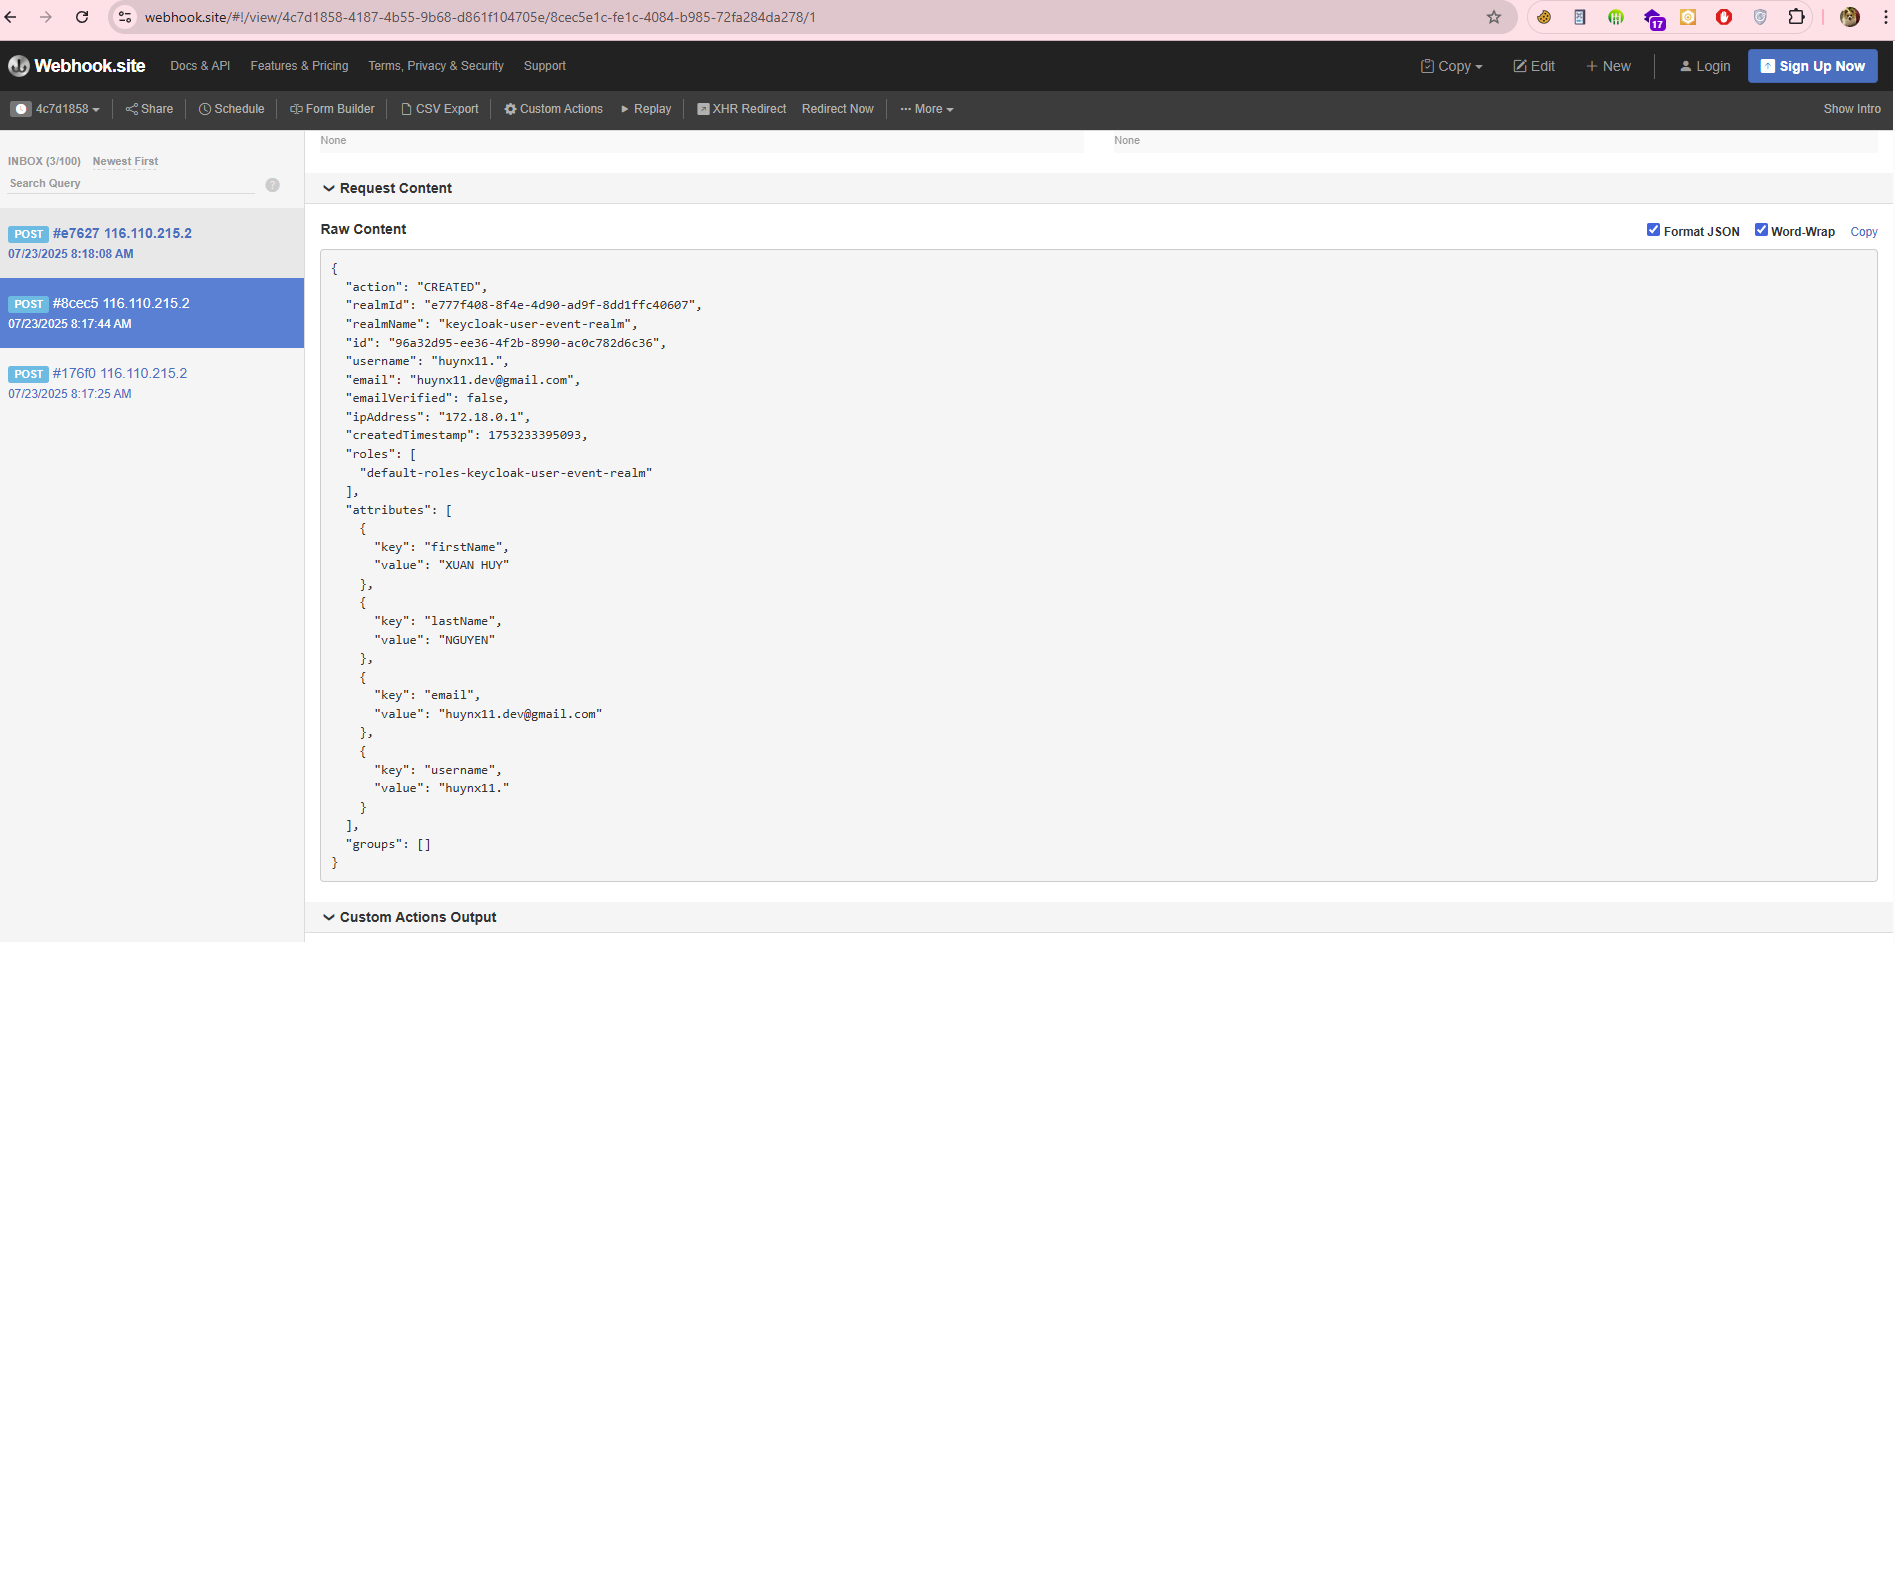 webhook.site/#!/view/4c7d1858-4187-4b55-9b68-d861f104705e/8cec5e1c-fe1c-4084-b985-72fa284da278/1
17
Webhook.site Docs & API Features & Pricing Terms, Privacy & Security Support Copy Edit New Login Sign Up Now
4c7d1858 Share Schedule Form Builder CSV Export Custom Actions Replay XHR Redirect Redirect Now More Show Intro
INBOX (3/100) Newest First
Search Query
?
POST #e7627 116.110.215.2
07/23/2025 8:18:08 AM
POST #8cec5 116.110.215.2
07/23/2025 8:17:44 AM
POST #176f0 116.110.215.2
07/23/2025 8:17:25 AM
None None
Request Content
Raw Content Format JSON Word-Wrap Copy
{
"action": "CREATED",
"realmId": "e777f408-8f4e-4d90-ad9f-8dd1ffc40607",
"realmName": "keycloak-user-event-realm",
"id": "96a32d95-ee36-4f2b-8990-ac0c782d6c36",
"username": "huynx11.",
"email": "huynx11.dev@gmail.com",
"emailVerified": false,
"ipAddress": "172.18.0.1",
"createdTimestamp": 1753233395093,
"roles": [
"default-roles-keycloak-user-event-realm"
],
"attributes": [
{
"key": "firstName",
"value": "XUAN HUY"
},
{
"key": "lastName",
"value": "NGUYEN"
},
{
"key": "email",
"value": "huynx11.dev@gmail.com"
},
{
"key": "username",
"value": "huynx11."
}
],
"groups": []
}
Custom Actions Output